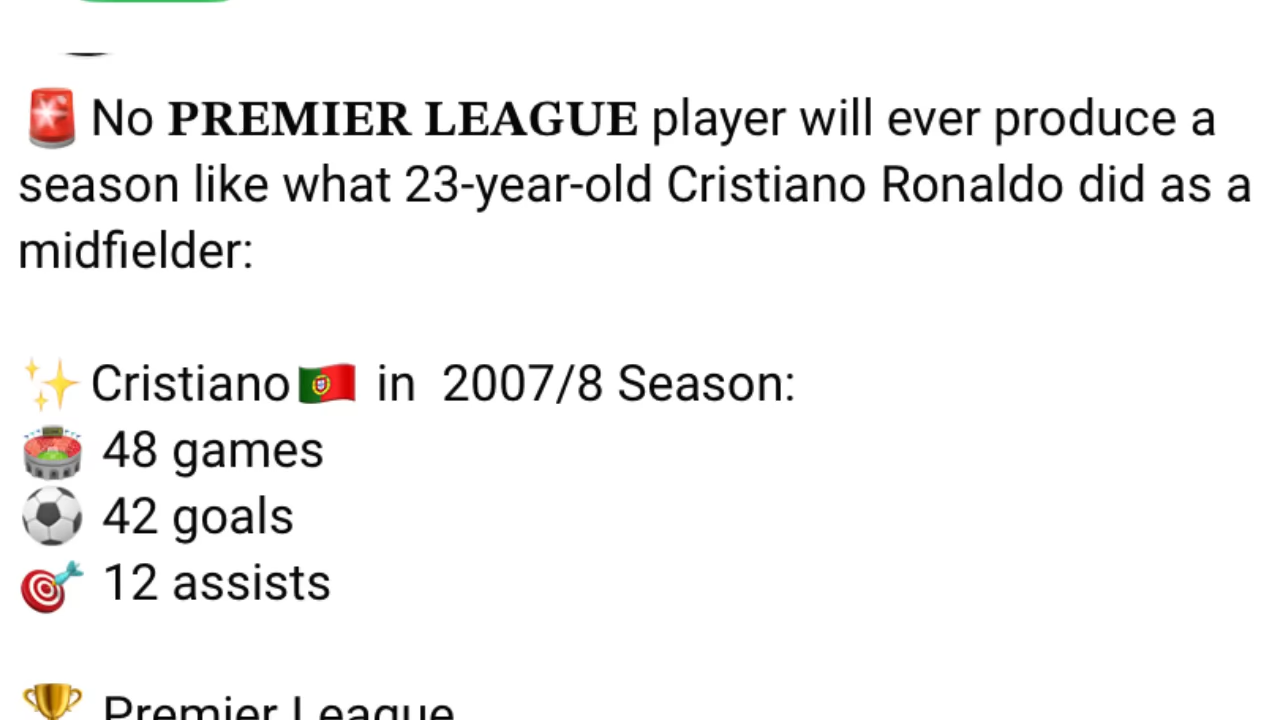 🚨 No PREMIER LEAGUE player will ever produce a
season like what 23-year-old Cristiano Ronaldo did as a
midfielder:
✨ Cristiano🇵🇹 in 2007/8 Season:
🏟 48 games
⚽ 42 goals
🎯 12 assists
🏆 Premier League